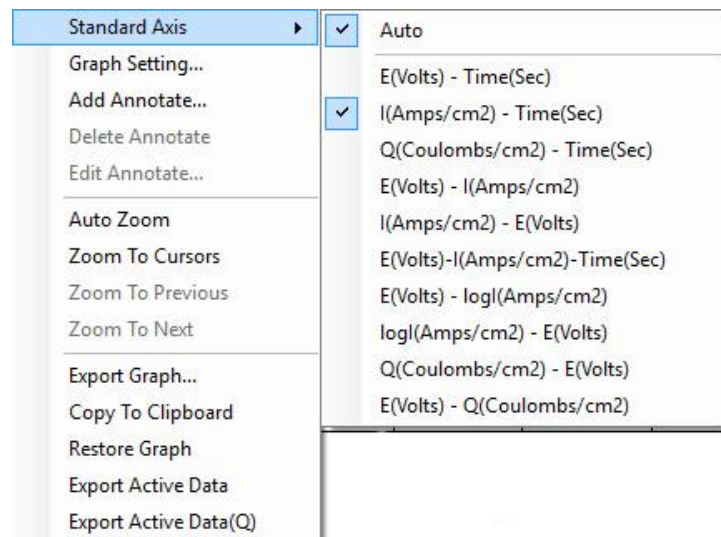 Standard Axis
Graph Setting...
Add Annotate...
Delete Annotate
Edit Annotate...
Auto Zoom
Zoom To Cursors
Zoom To Previous
Zoom To Next
Export Graph...
Copy To Clipboard
Restore Graph
Export Active Data
Export Active Data(Q)
Auto
E(Volts) - Time(Sec)
I(Amps/cm2) - Time(Sec)
Q(Coulombs/cm2) - Time(Sec)
E(Volts) - I(Amps/cm2)
I(Amps/cm2) - E(Volts)
E(Volts)-I(Amps/cm2)-Time(Sec)
E(Volts) - logI(Amps/cm2)
logI(Amps/cm2) - E(Volts)
Q(Coulombs/cm2) - E(Volts)
E(Volts) - Q(Coulombs/cm2)